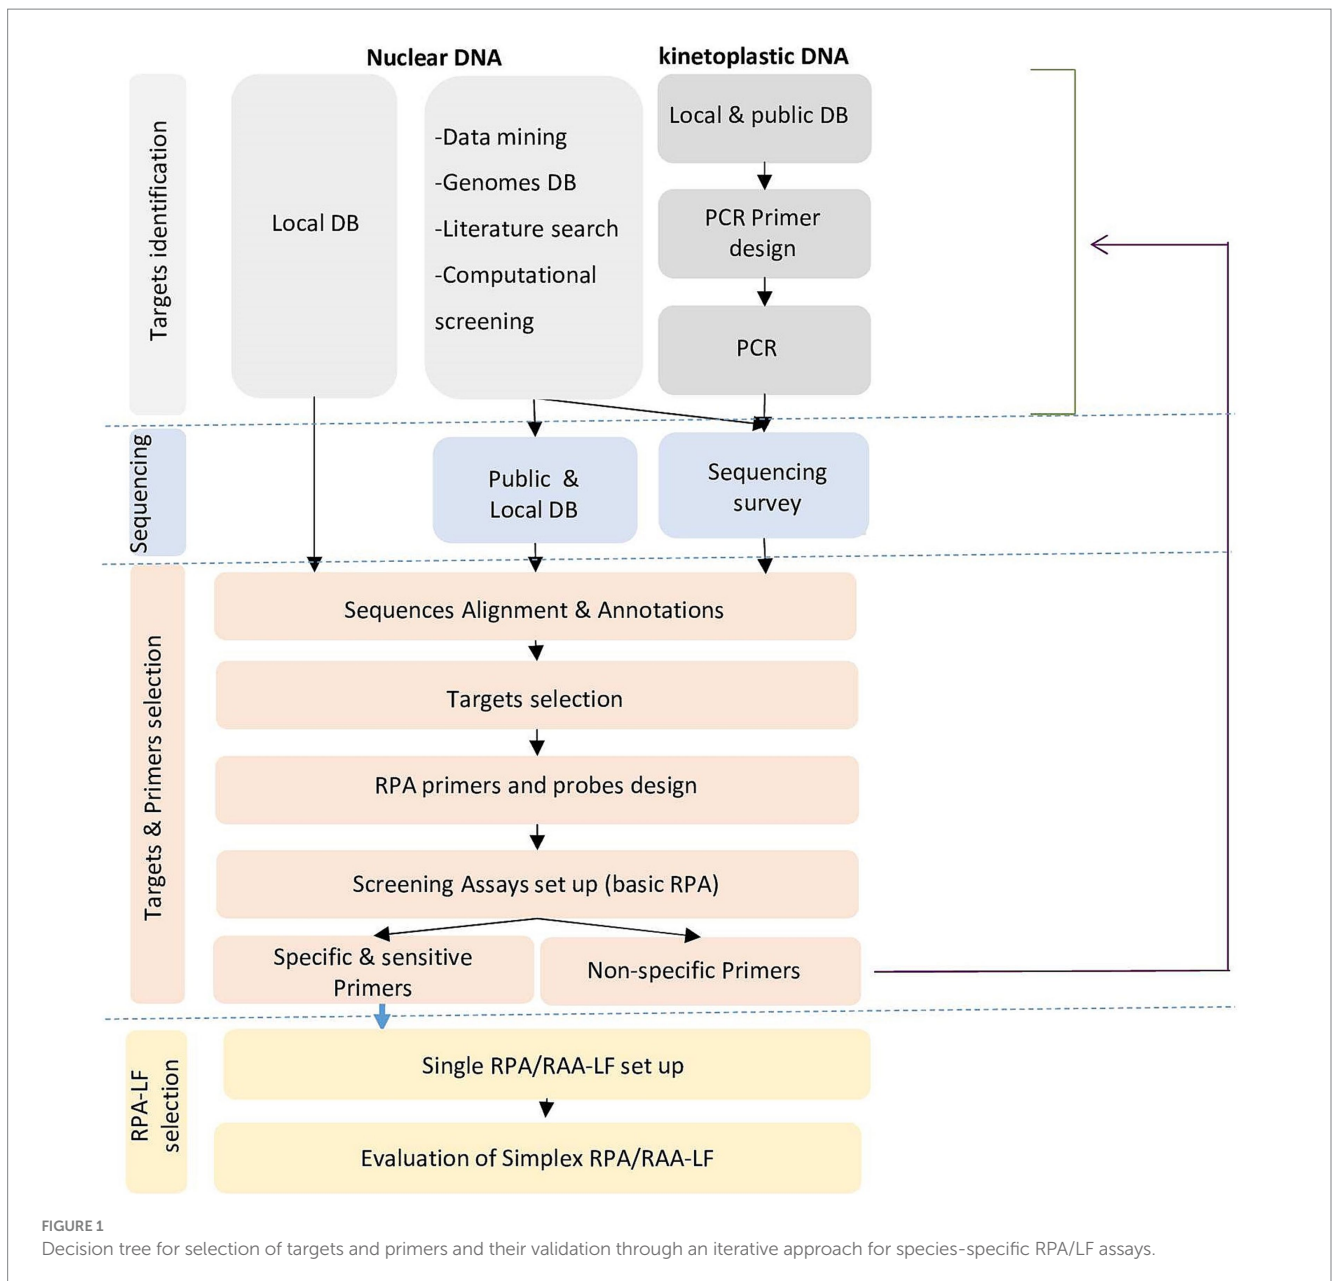 Nuclear DNA
kinetoplastic DNA
Targets identification
Local DB
-Data mining
-Genomes DB
-Literature search
-Computational
screening
Local & public DB
PCR Primer
design
PCR
Sequencing
Public &
Local DB
Sequencing
survey
Targets & Primers selection
Sequences Alignment & Annotations
Targets selection
RPA primers and probes design
Screening Assays set up (basic RPA)
Specific & sensitive
Primers
Non-specific Primers
RPA-LF
selection
Single RPA/RAA-LF set up
Evaluation of Simplex RPA/RAA-LF
FIGURE 1
Decision tree for selection of targets and primers and their validation through an iterative approach for species-specific RPA/LF assays.